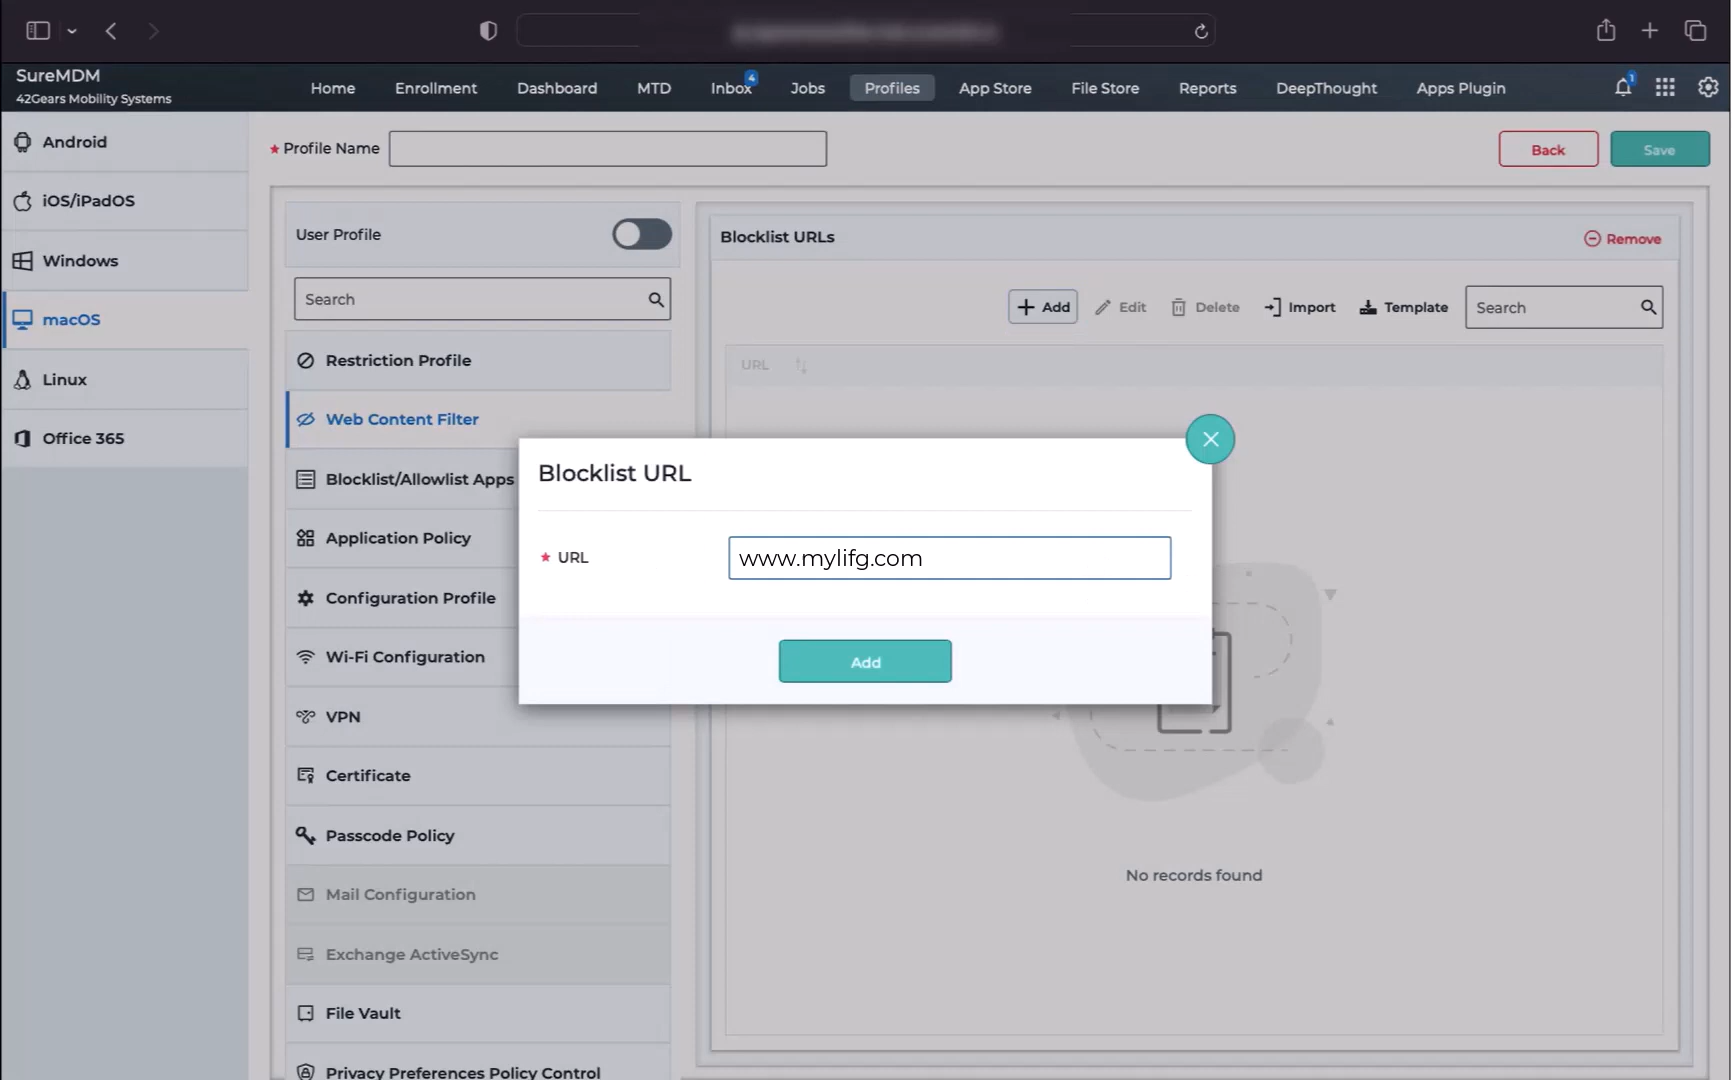 SureMDM
42Gears Mobility Systems
Home Enrollment Dashboard MTD Inbox 4 Jobs Profiles App Store File Store Reports DeepThought Apps Plugin 1
Android
iOS/iPadOS
Windows
macOS
Linux
Office 365
* Profile Name
Back Save
User Profile
Search
Restriction Profile
Web Content Filter
Blocklist/Allowlist Apps
Application Policy
Configuration Profile
Wi-Fi Configuration
VPN
Certificate
Passcode Policy
Mail Configuration
Exchange ActiveSync
File Vault
Privacy Preferences Policy Control
Blocklist URLs Remove
Add Edit Delete Import Template Search
URL
Blocklist URL
* URL www.mylifg.com
Add
No records found